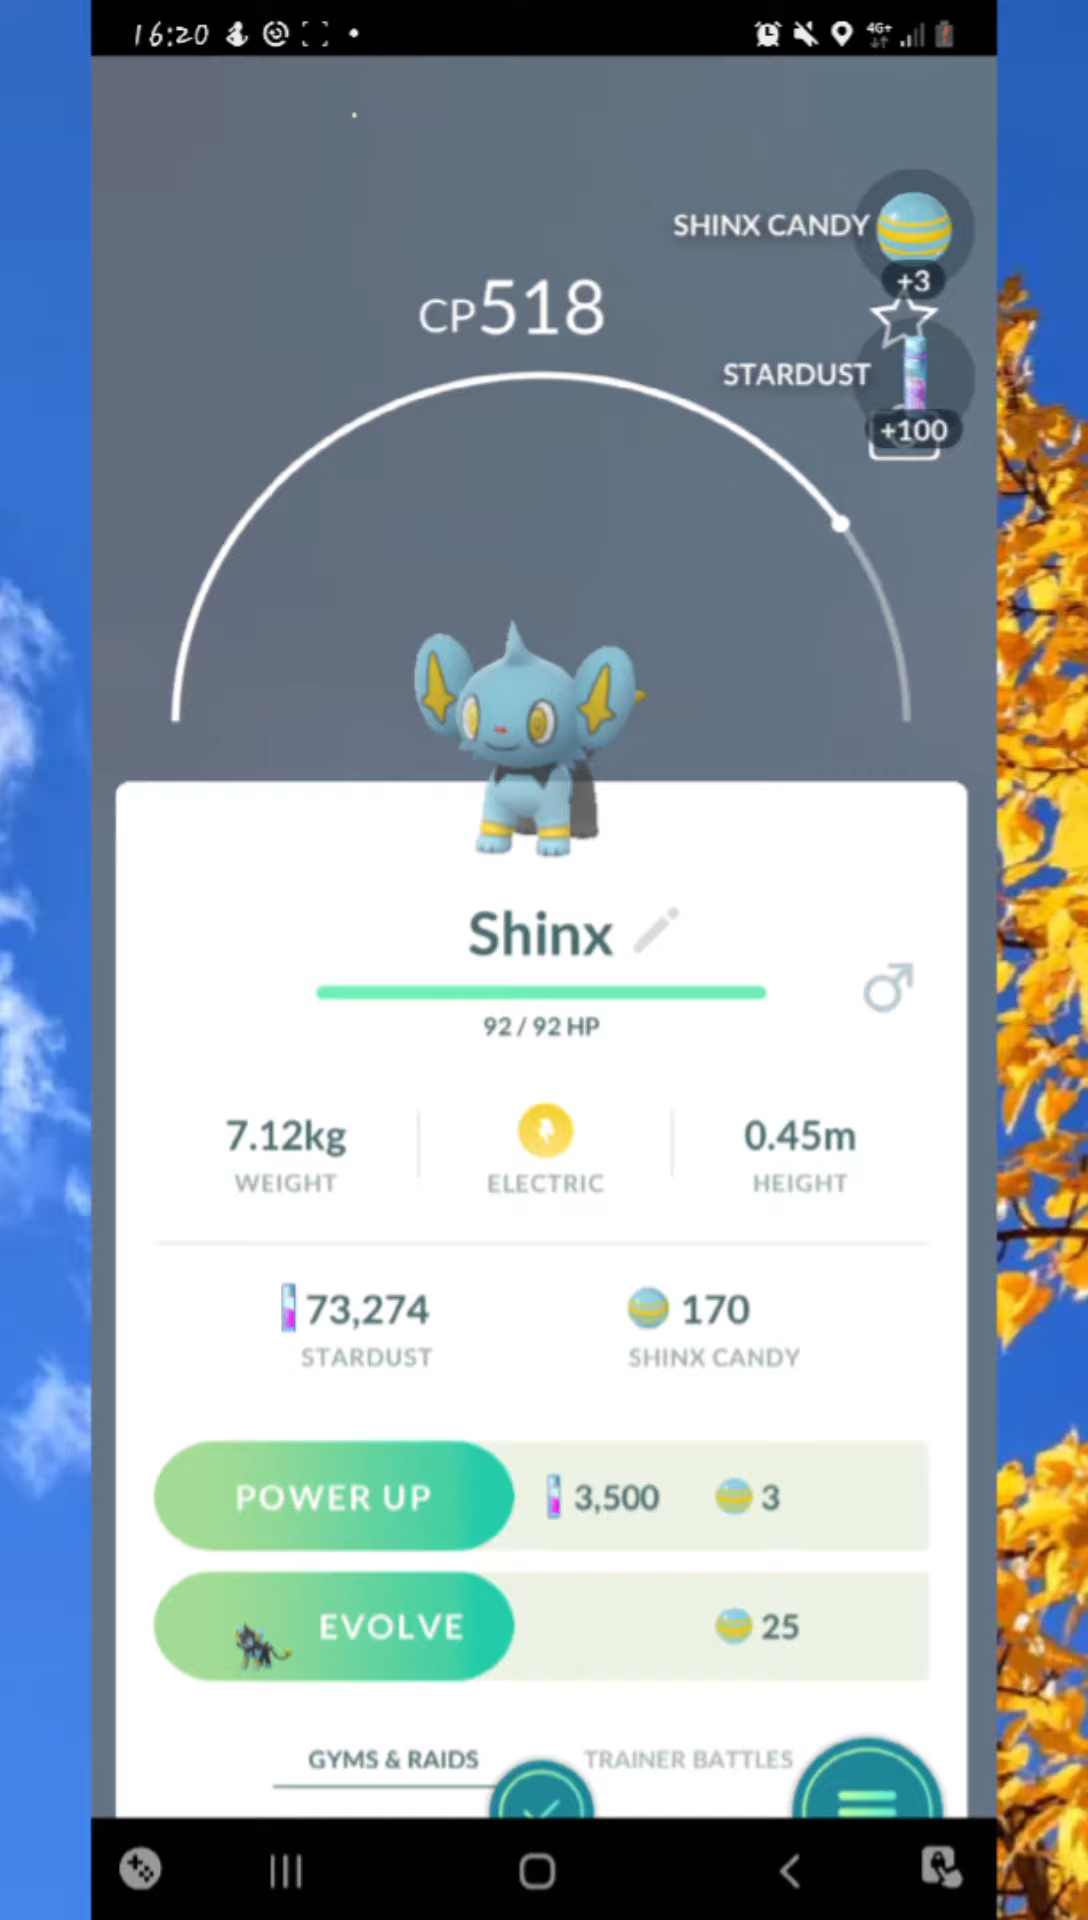 16:20
4G+
SHINX CANDY
+3
CP518
STARDUST
+100
Shinx
92 / 92 HP
7.12kg
WEIGHT
ELECTRIC
0.45m
HEIGHT
73,274
STARDUST
170
SHINX CANDY
POWER UP 3,500 3
EVOLVE 25
GYMS & RAIDS TRAINER BATTLES